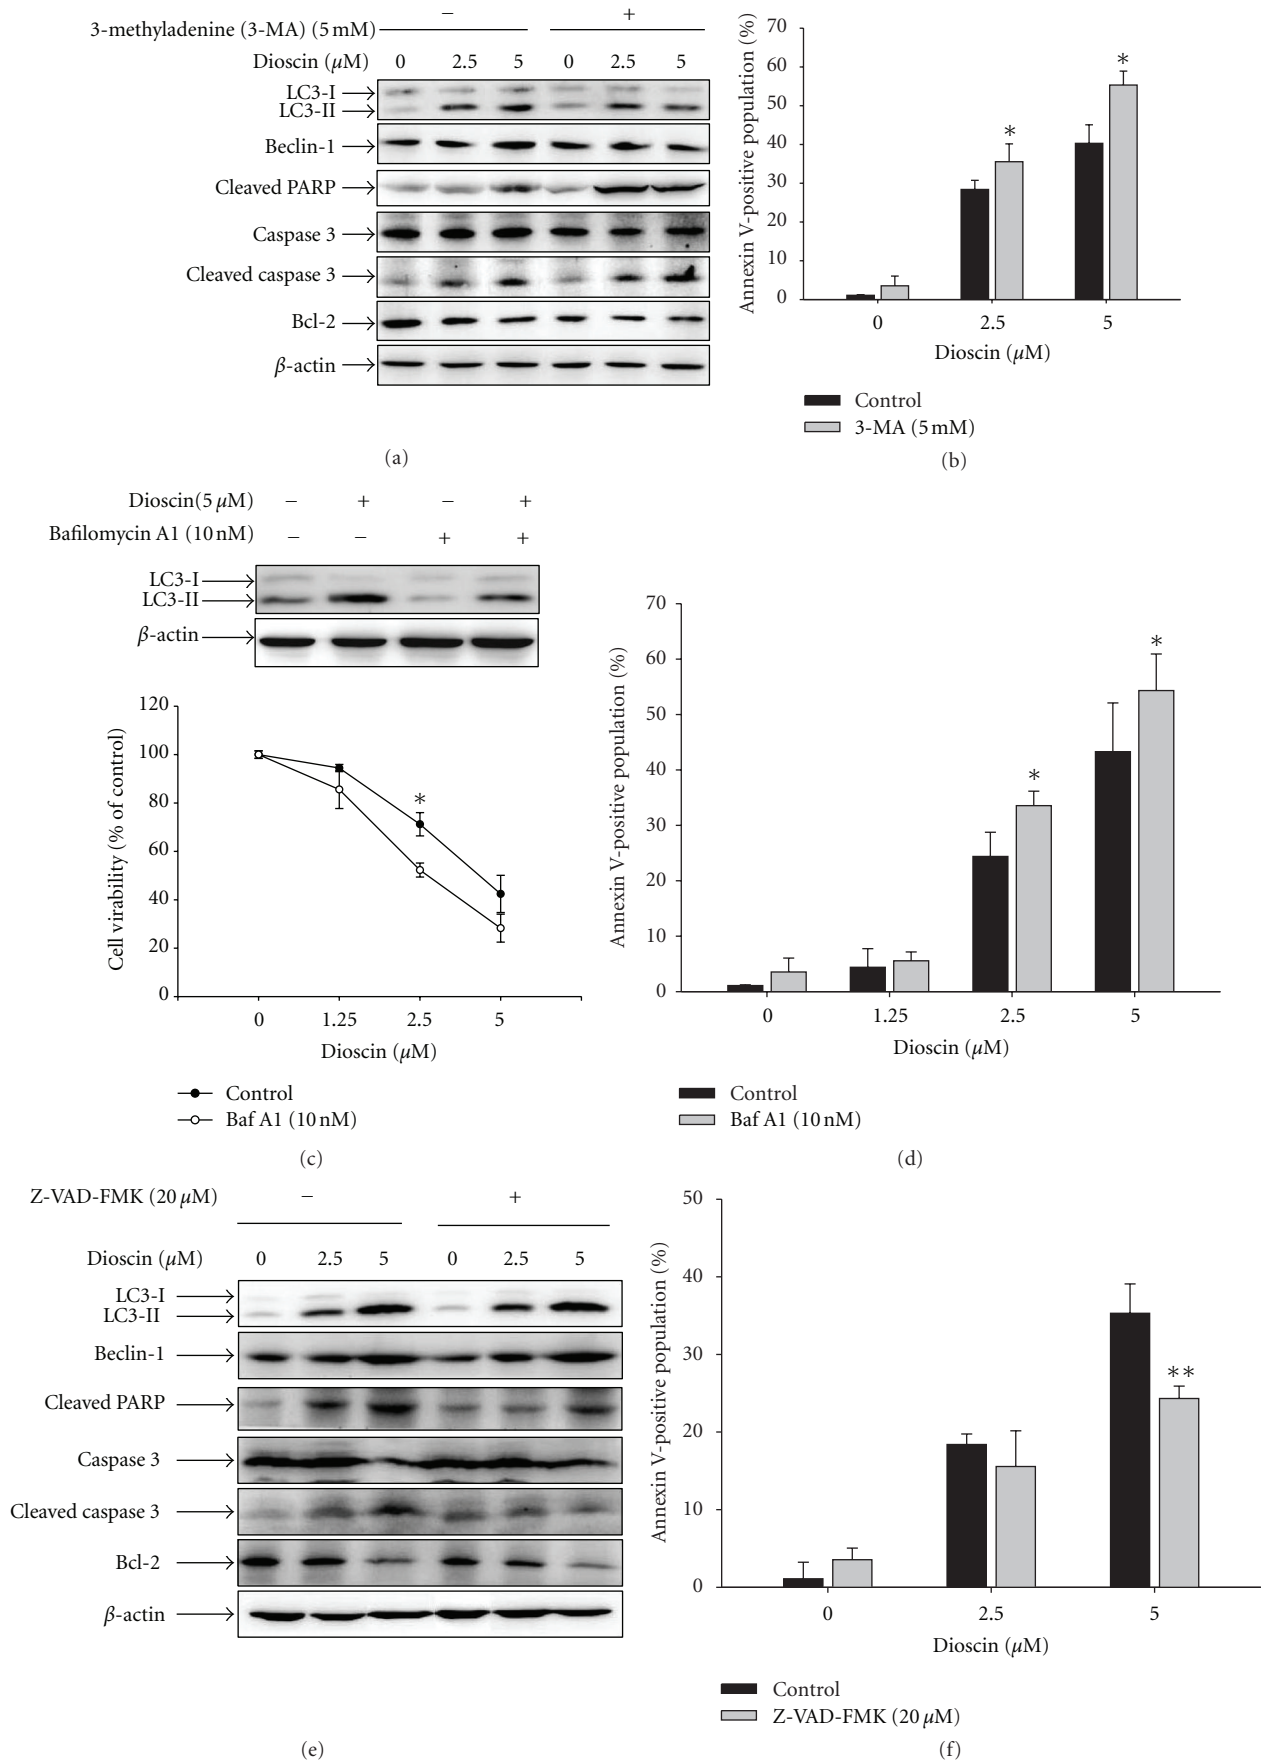 3-methyladenine (3-MA) (5 mM) − +
Dioscin (μM) 0 2.5 5 0 2.5 5
LC3-I
LC3-II
Beclin-1
Cleaved PARP
Caspase 3
Cleaved caspase 3
Bcl-2
β-actin
(a)
Annexin V-positive population (%)
70
60
50
40
30
20
10
0
* *
0 2.5 5
Dioscin (μM)
Control
3-MA (5 mM)
(b)
Dioscin(5 μM) − + − +
Bafilomycin A1 (10 nM) − − + +
LC3-I
LC3-II
β-actin
Cell virability (% of control)
120
100
80
60
40
20
0
*
0 1.25 2.5 5
Dioscin (μM)
Control
Baf A1 (10 nM)
(c)
Annexin V-positive population (%)
70
60
50
40
30
20
10
0
* *
0 1.25 2.5 5
Dioscin (μM)
Control
Baf A1 (10 nM)
(d)
Z-VAD-FMK (20 μM) − +
Dioscin (μM) 0 2.5 5 0 2.5 5
LC3-I
LC3-II
Beclin-1
Cleaved PARP
Caspase 3
Cleaved caspase 3
Bcl-2
β-actin
(e)
Annexin V-positive population (%)
50
40
30
20
10
0
**
0 2.5 5
Dioscin (μM)
Control
Z-VAD-FMK (20 μM)
(f)